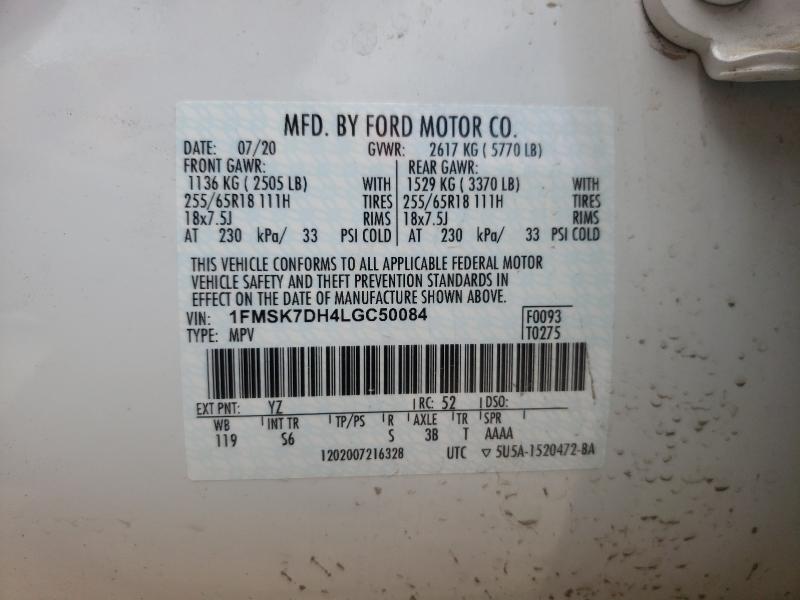 MFD. BY FORD MOTOR CO.
DATE: 07/20 GVWR: 2617 KG ( 5770 LB)
FRONT GAWR: REAR GAWR:
1136 KG ( 2505 LB) WITH 1529 KG ( 3370 LB) WITH
255/65R18 111H TIRES 255/65R18 111H TIRES
18x7.5J RIMS 18x7.5J RIMS
AT 230 kPa/ 33 PSI COLD AT 230 kPa/ 33 PSI COLD
THIS VEHICLE CONFORMS TO ALL APPLICABLE FEDERAL MOTOR
VEHICLE SAFETY AND THEFT PREVENTION STANDARDS IN
EFFECT ON THE DATE OF MANUFACTURE SHOWN ABOVE.
VIN: 1FMSK7DH4LGC50084 F0093
TYPE: MPV T0275
EXT PNT: YZ RC: 52 DSO:
WB INT TR TP/PS R AXLE TR SPR
119 S6 S 3B T AAAA
1202007216328 UTC ▽ 5U5A-1520472-BA